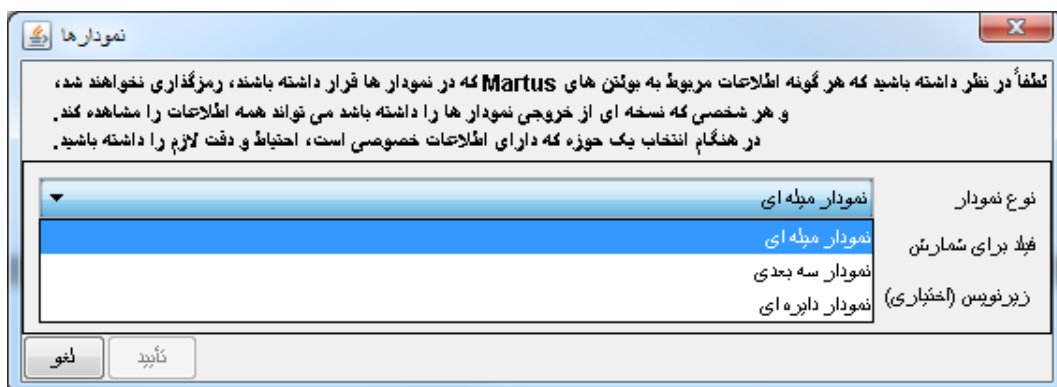 نمودارها
لطفاً در نظر داشته باشید که هر گونه اطلاعات مربوط به بولتن های Martus که در نمودار ها قرار داشته باشند، رمزگذاری نخواهند شد،
و هر شخصی که نسخه ای از خروجی نمودار ها را داشته باشد می تواند همه اطلاعات را مشاهده کند.
در هنگام انتخاب یک حوزه که دارای اطلاعات خصوصی است، احتیاط و دقت لازم را داشته باشید.
نوع نمودار
نمودار میله ای
نمودار میله ای
فیلد برای شمارش
نمودار سه بعدی
زیرنویس (اختیاری)
نمودار دایره ای
تأیید
لغو